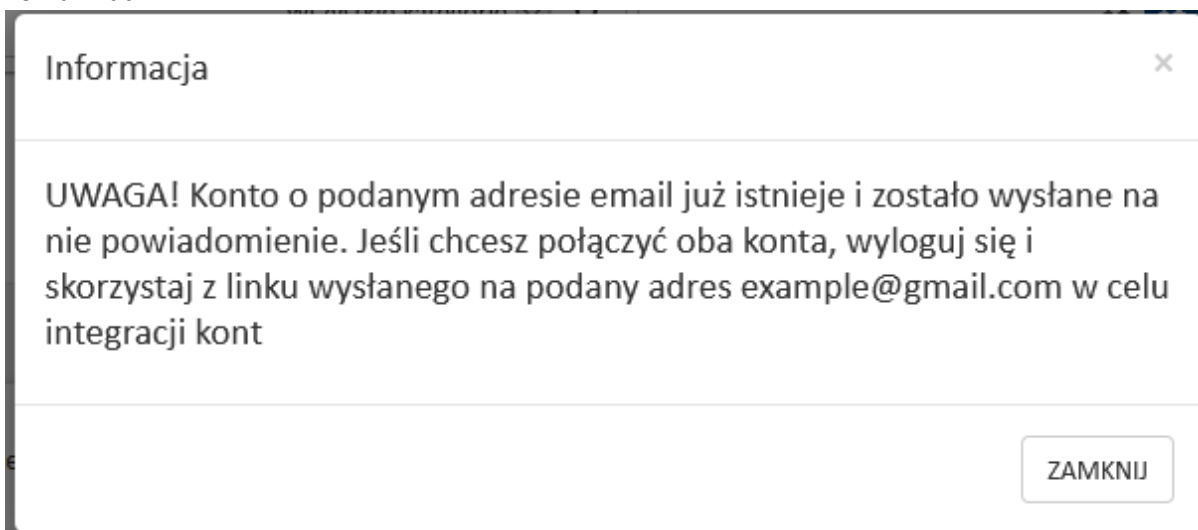 Informacja
×
UWAGA! Konto o podanym adresie email już istnieje i zostało wysłane na
nie powiadomienie. Jeśli chcesz połączyć oba konta, wyloguj się i
skorzystaj z linku wysłanego na podany adres example@gmail.com w celu
integracji kont
ZAMKNIJ